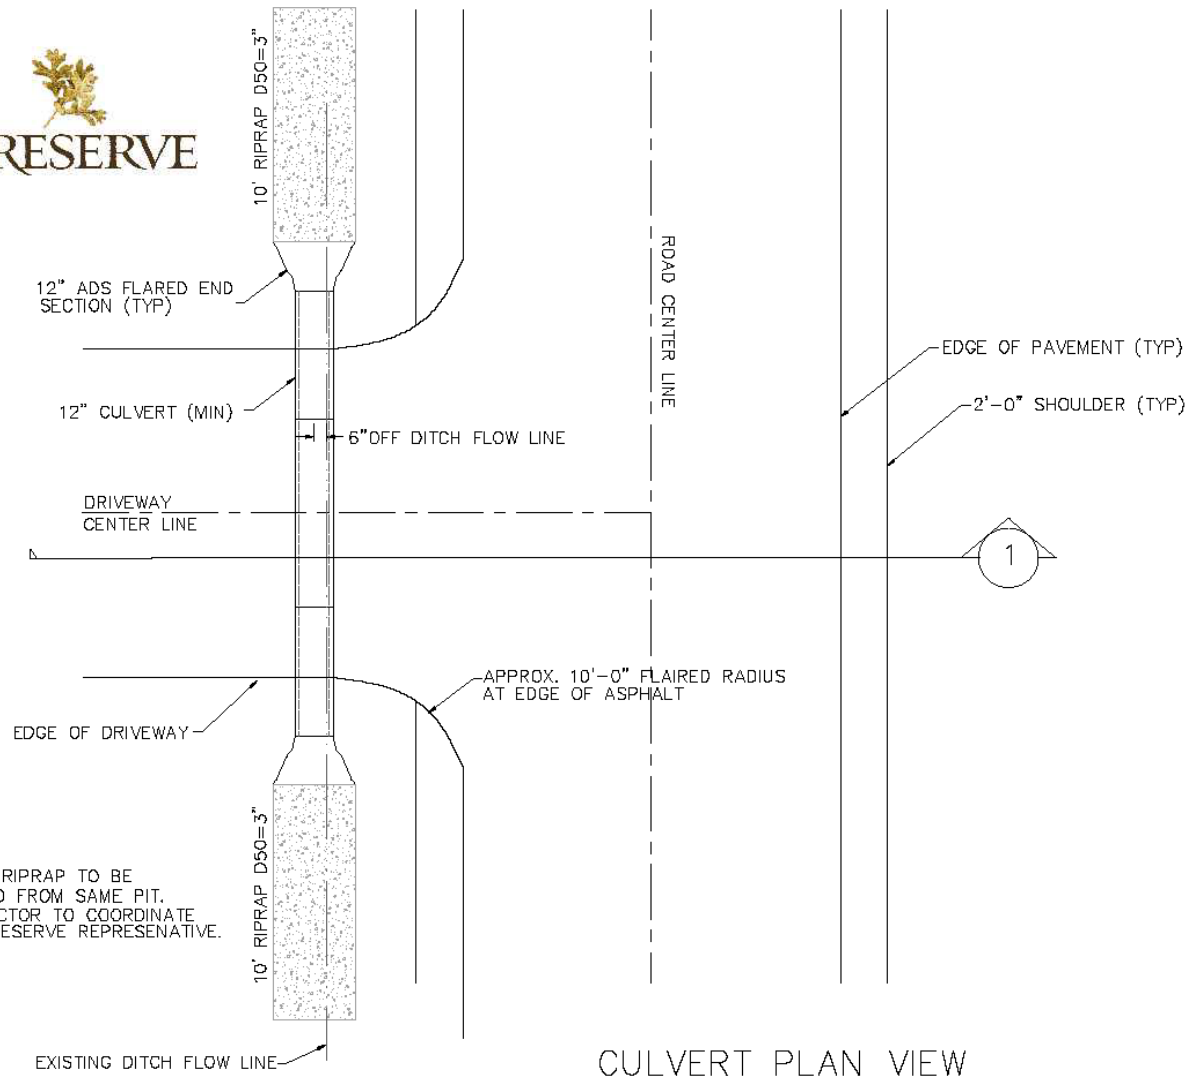 RESERVE
10' RIPRAP D50=3"
12" ADS FLARED END
SECTION (TYP)
ROAD CENTER LINE
EDGE OF PAVEMENT (TYP)
12" CULVERT (MIN)
2'-0" SHOULDER (TYP)
6"OFF DITCH FLOW LINE
DRIVEWAY
CENTER LINE
1
APPROX. 10'-0" FLAIRED RADIUS
AT EDGE OF ASPHALT
EDGE OF DRIVEWAY
10' RIPRAP D50=3"
RIPRAP TO BE
FROM SAME PIT.
TO COORDINATE
RESERVE REPRESENATIVE.
EXISTING DITCH FLOW LINE
CULVERT PLAN VIEW